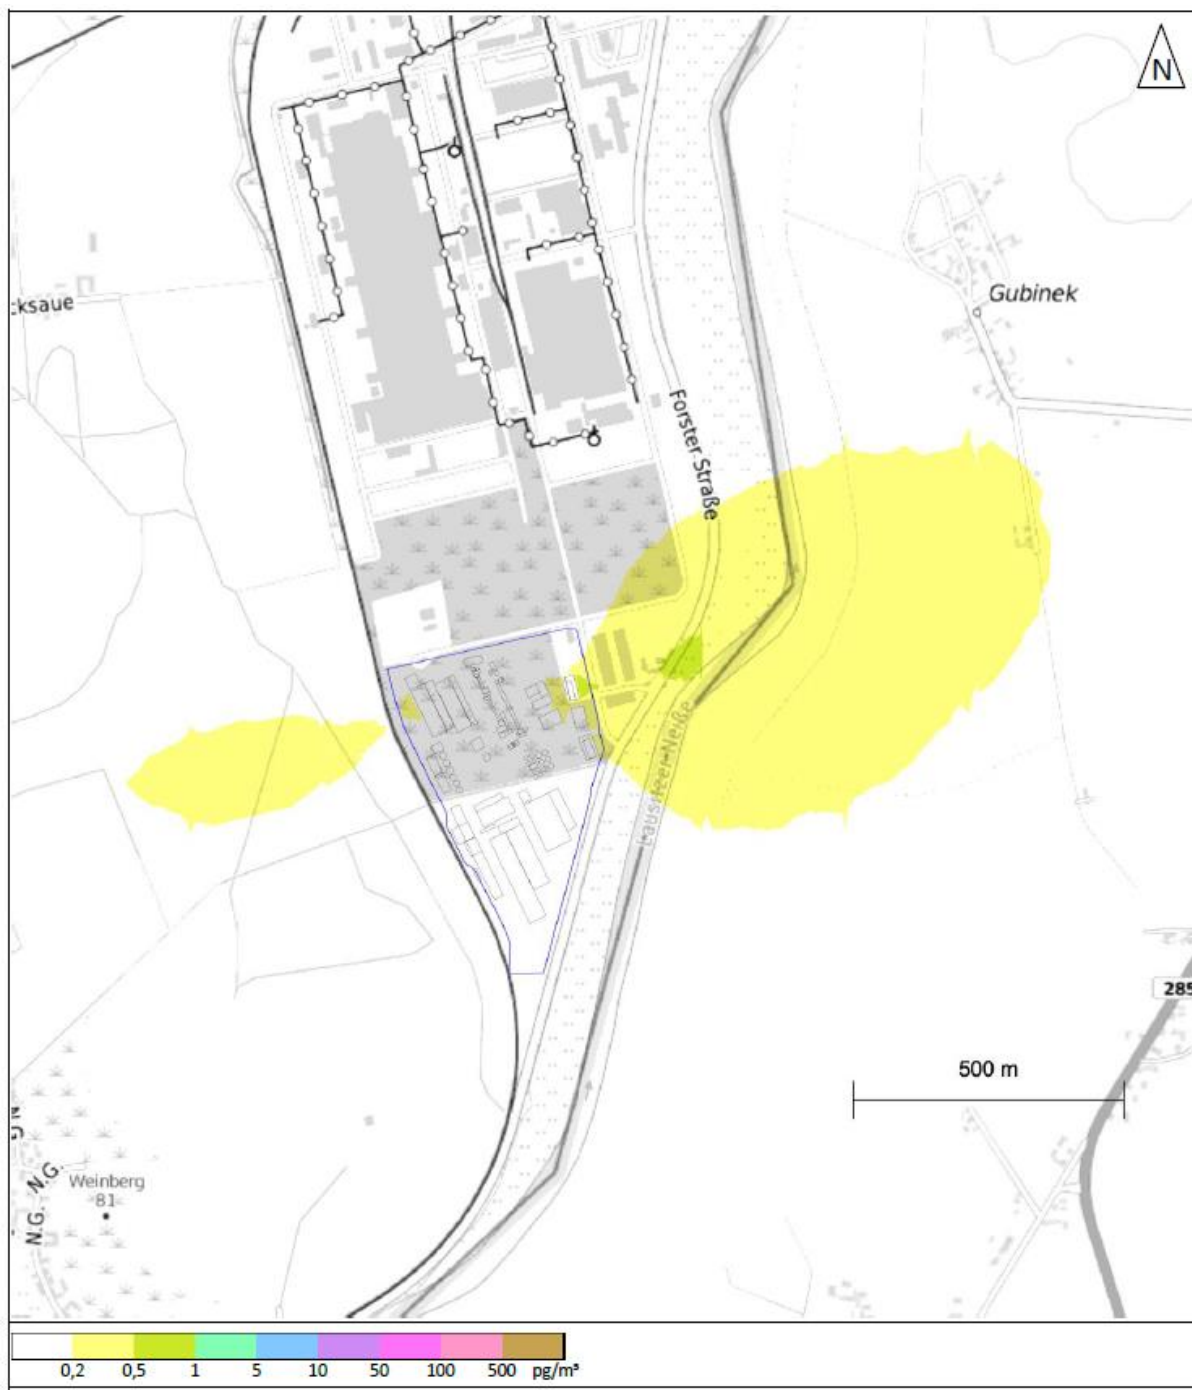 N
cksaue
Gubinek
Forster Straße
Lausitzer Neiße
285
500 m
Weinberg
81
N.G.
N.G.
0,2 0,5 1 5 10 50 100 500 pg/m³